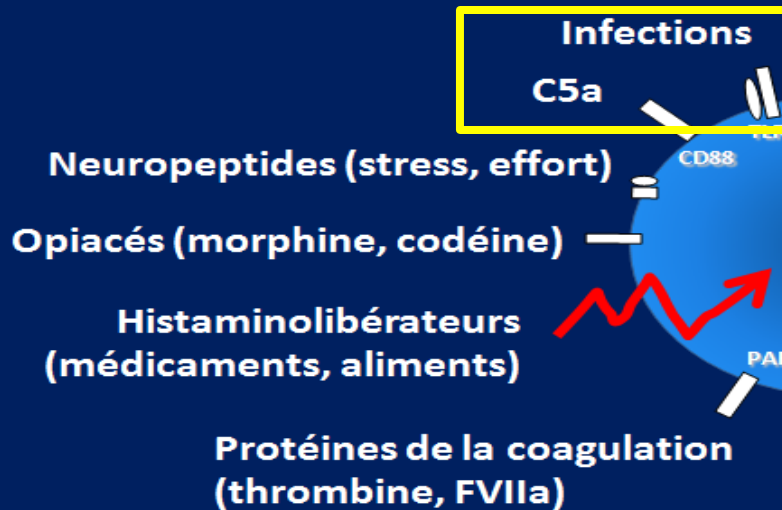 Infections
C5a
CD88
Neuropeptides (stress, effort)
Opiacés (morphine, codéine)
Histaminolibérateurs
(médicaments, aliments)
Protéines de la coagulation
(thrombine, FVIIa)